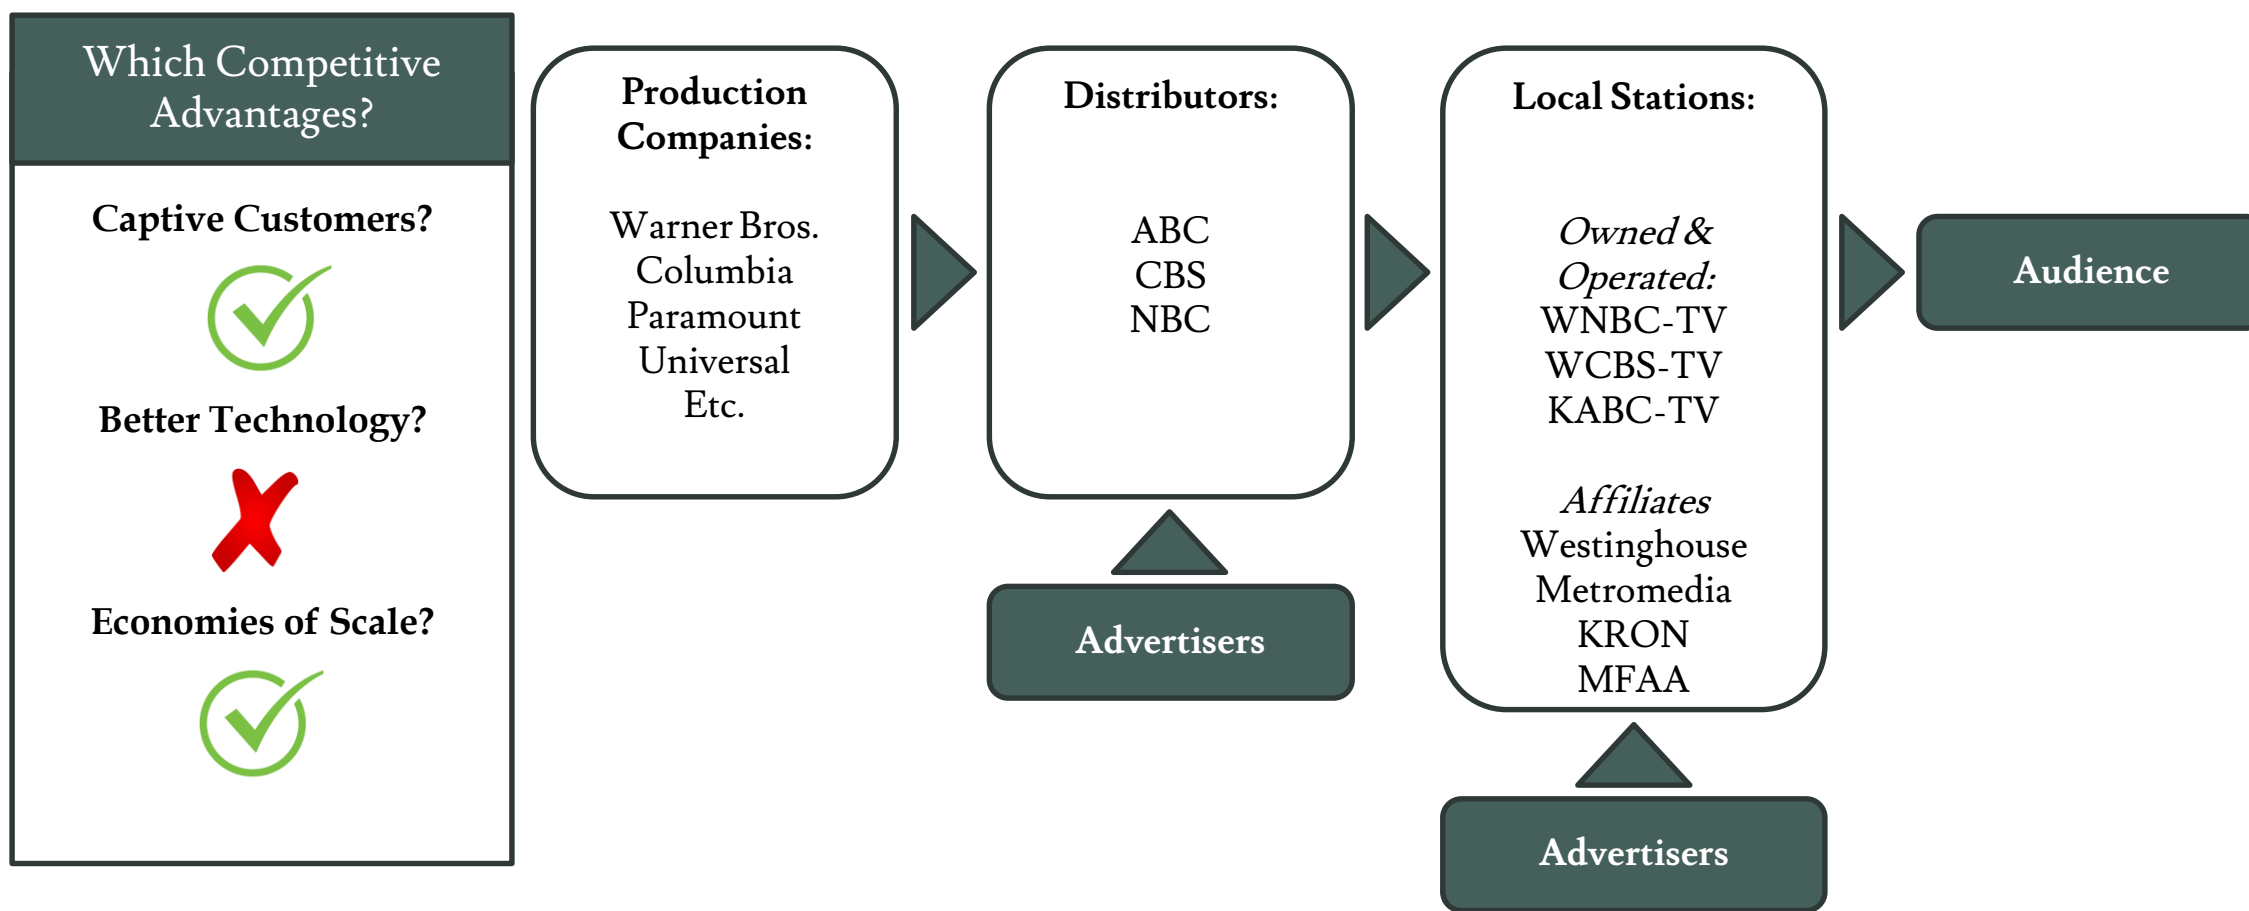 Which Competitive
Advantages?
Captive Customers?
Better Technology?
Economies of Scale?
Production
Companies:
Warner Bros.
Columbia
Paramount
Universal
Etc.
Distributors:
ABC
CBS
NBC
Advertisers
Local Stations:
Owned &
Operated:
WNBC-TV
WCBS-TV
KABC-TV
Affiliates
Westinghouse
Metromedia
KRON
MFAA
Advertisers
Audience